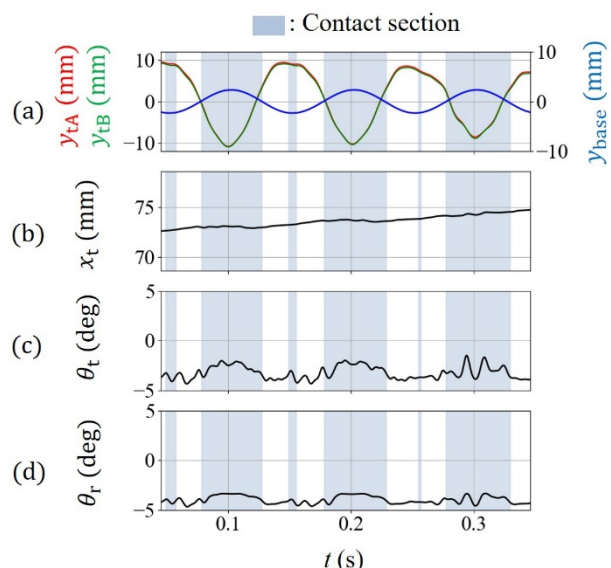 : Contact section
(a)
y_tA (mm)
y_tB (mm)
10
0
−10
10
0
−10
y_base (mm)
(b)
x_t (mm)
75
70
(c)
θ_t (deg)
5
0
−5
(d)
θ_r (deg)
5
0
−5
0.1 0.2 0.3
t (s)